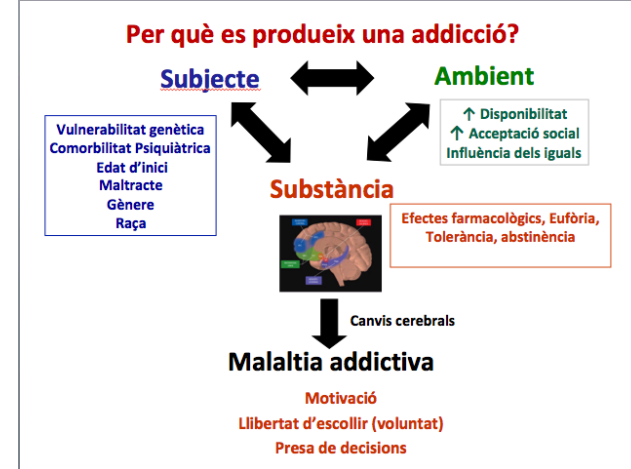 Per què es produeix una addicció?
Subjecte
Ambient
Vulnerabilitat genètica
Comorbilitat Psiquiàtrica
Edat d'inici
Maltracte
Gènere
Raça
↑ Disponibilitat
↑ Acceptació social
Influència dels iguals
Substància
Efectes farmacològics, Eufòria,
Tolerància, abstinència
Canvis cerebrals
Malaltia addictiva
Motivació
Llibertat d'escollir (voluntat)
Presa de decisions